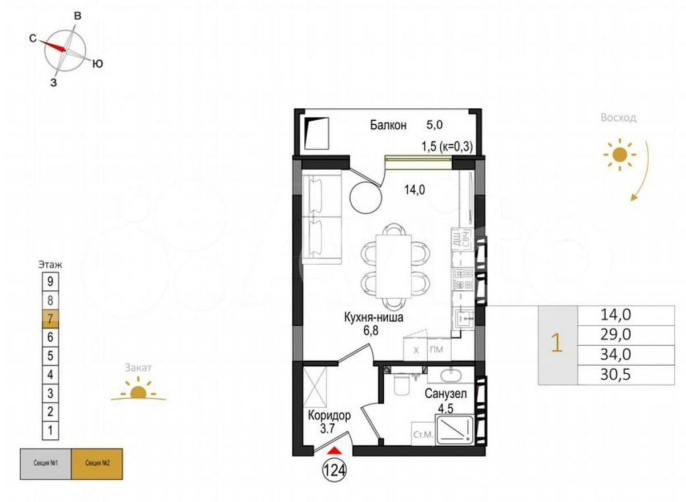 В
С
Ю
З
Балкон 5,0
1,5 (к=0,3)
Восход
14,0
ДШ
СВЧ
Этаж
9
8
7
6
5
4
3
2
1
Кухня-ниша
6,8
Х ПМ
1
14,0
29,0
34,0
30,5
Закат
Коридор
3.7
Санузел
4.5
Ст.М.
Секция №1 Секция №2
124